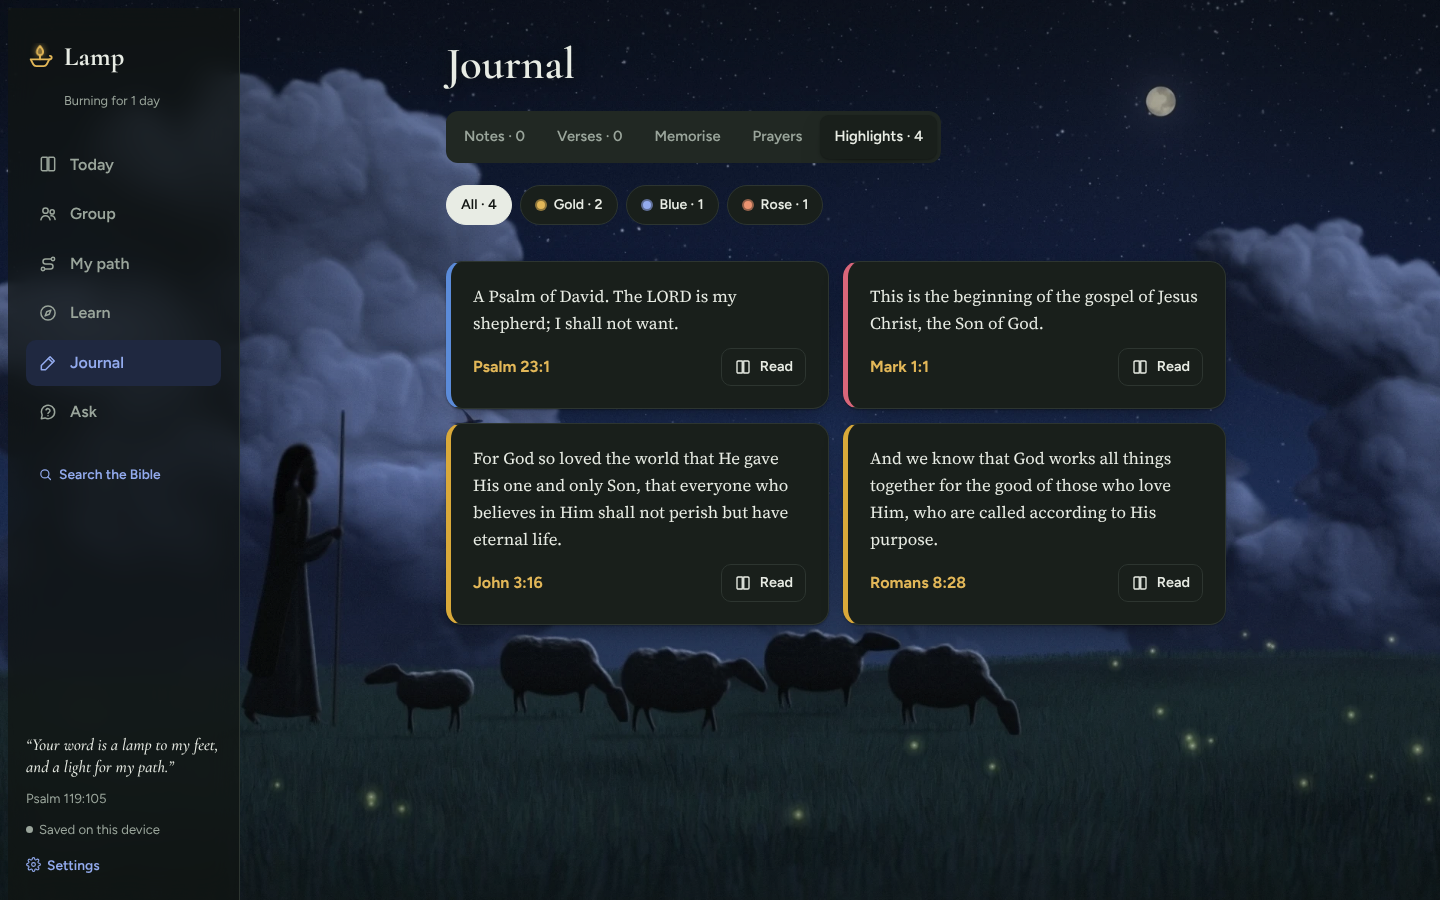 Lamp
Burning for 1 day
Today
Group
My path
Learn
Journal
Ask
Search the Bible
“Your word is a lamp to my feet,
and a light for my path.”
Psalm 119:105
Saved on this device
Settings
Journal
Notes · 0 Verses · 0 Memorise Prayers Highlights · 4
All · 4 Gold · 2 Blue · 1 Rose · 1
A Psalm of David. The LORD is my
shepherd; I shall not want.
Psalm 23:1 Read
This is the beginning of the gospel of Jesus
Christ, the Son of God.
Mark 1:1 Read
For God so loved the world that He gave
His one and only Son, that everyone who
believes in Him shall not perish but have
eternal life.
John 3:16 Read
And we know that God works all things
together for the good of those who love
Him, who are called according to His
purpose.
Romans 8:28 Read